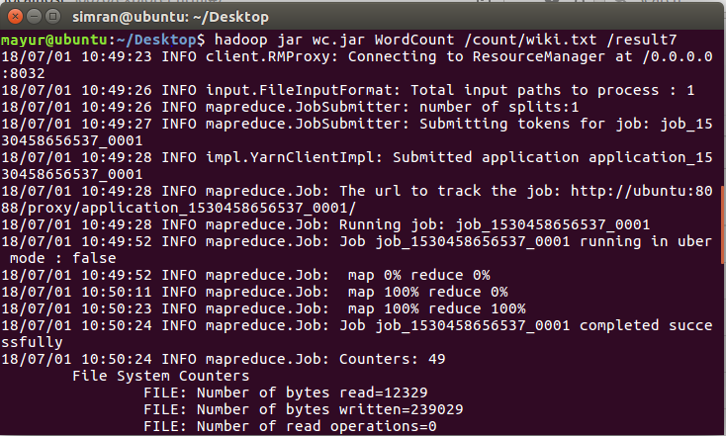 simran@ubuntu: ~/Desktop
mayur@ubuntu:~/Desktop$ hadoop jar wc.jar WordCount /count/wiki.txt /result7
18/07/01 10:49:23 INFO client.RMProxy: Connecting to ResourceManager at /0.0.0.0
:8032
18/07/01 10:49:26 INFO input.FileInputFormat: Total input paths to process : 1
18/07/01 10:49:26 INFO mapreduce.JobSubmitter: number of splits:1
18/07/01 10:49:27 INFO mapreduce.JobSubmitter: Submitting tokens for job: job_15
30458656537_0001
18/07/01 10:49:28 INFO impl.YarnClientImpl: Submitted application application_15
30458656537_0001
18/07/01 10:49:28 INFO mapreduce.Job: The url to track the job: http://ubuntu:80
88/proxy/application_1530458656537_0001/
18/07/01 10:49:28 INFO mapreduce.Job: Running job: job_1530458656537_0001
18/07/01 10:49:52 INFO mapreduce.Job: Job job_1530458656537_0001 running in uber
 mode : false
18/07/01 10:49:52 INFO mapreduce.Job:  map 0% reduce 0%
18/07/01 10:50:11 INFO mapreduce.Job:  map 100% reduce 0%
18/07/01 10:50:23 INFO mapreduce.Job:  map 100% reduce 100%
18/07/01 10:50:24 INFO mapreduce.Job: Job job_1530458656537_0001 completed succe
ssfully
18/07/01 10:50:24 INFO mapreduce.Job: Counters: 49
        File System Counters
                FILE: Number of bytes read=12329
                FILE: Number of bytes written=239029
                FILE: Number of read operations=0